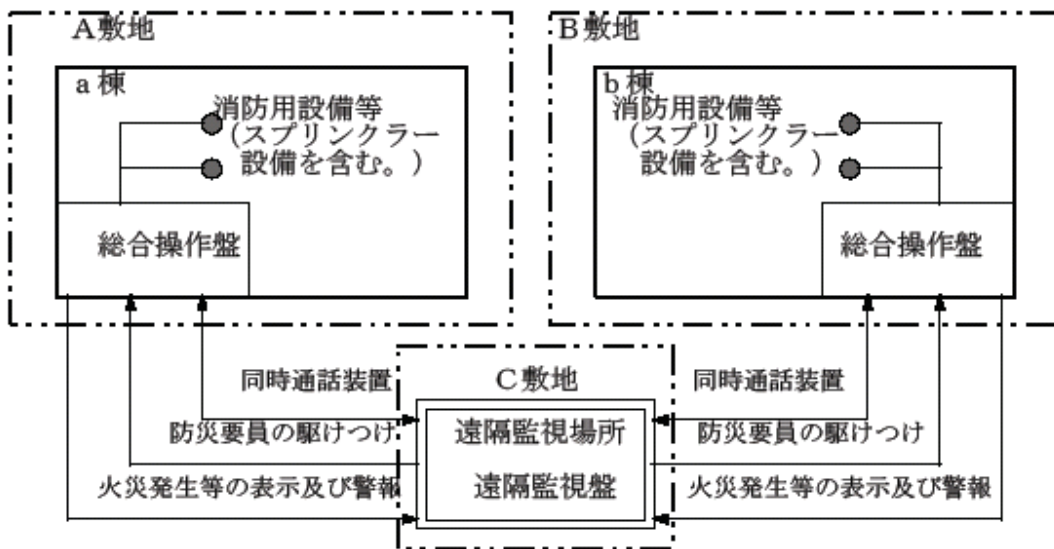 A敷地
a棟
消防用設備等
(スプリンクラー
設備を含む。)
総合操作盤
B敷地
b棟
消防用設備等
(スプリンクラー
設備を含む。)
総合操作盤
C敷地
同時通話装置
同時通話装置
防災要員の駆けつけ
遠隔監視場所
防災要員の駆けつけ
火災発生等の表示及び警報
遠隔監視盤
火災発生等の表示及び警報